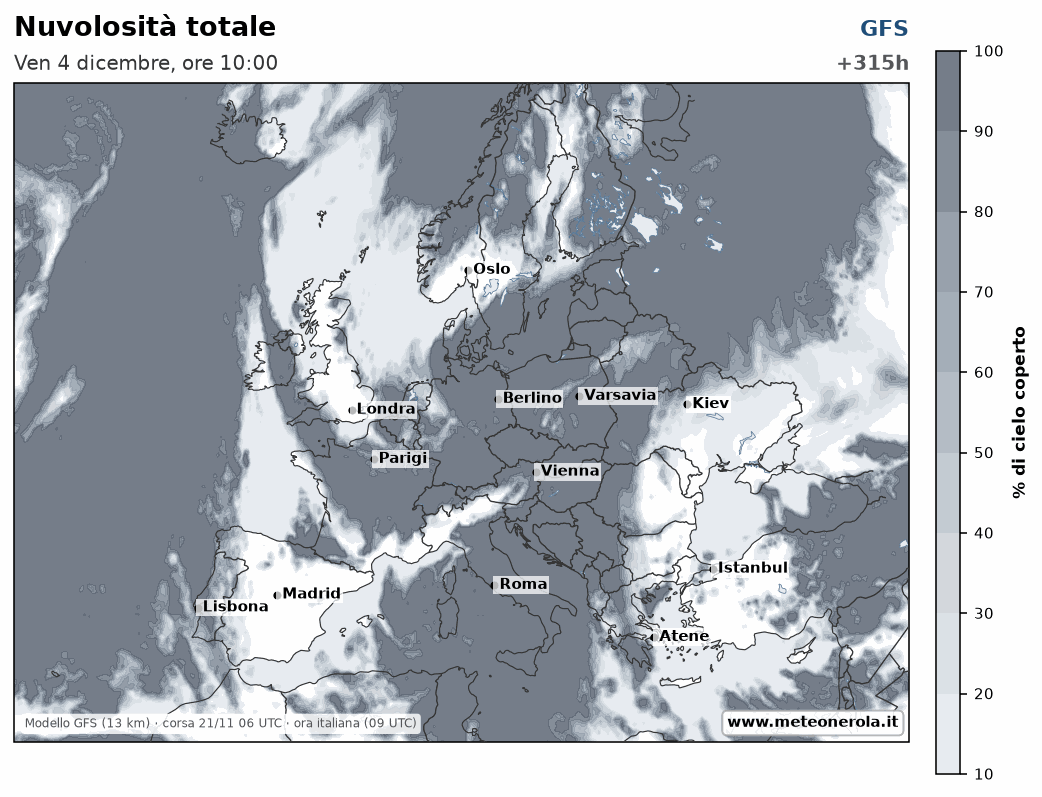 Nuvolosità totale
GFS
Ven 4 dicembre, ore 10:00
+315h
100
90
80
70
60
50
40
30
20
10
% di cielo coperto
Oslo
Londra
Berlino
Varsavia
Kiev
Parigi
Vienna
Madrid
Lisbona
Roma
Istanbul
Atene
Modello GFS (13 km) · corsa 21/11 06 UTC · ora italiana (09 UTC)
www.meteonerola.it